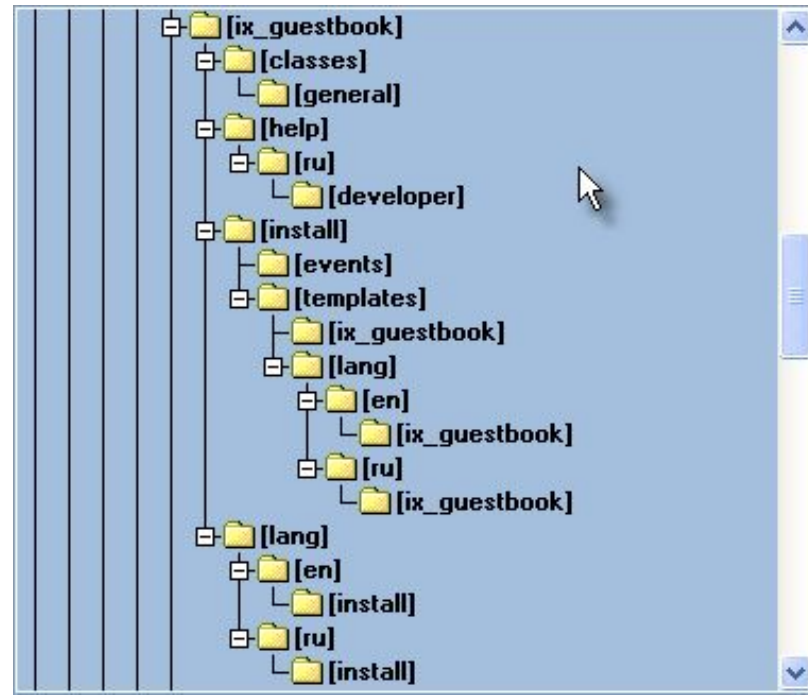 [ix_guestbook]
[classes]
[general]
[help]
[ru]
[developer]
[install]
[events]
[templates]
[ix_guestbook]
[lang]
[en]
[ix_guestbook]
[ru]
[ix_guestbook]
[lang]
[en]
[install]
[ru]
[install]